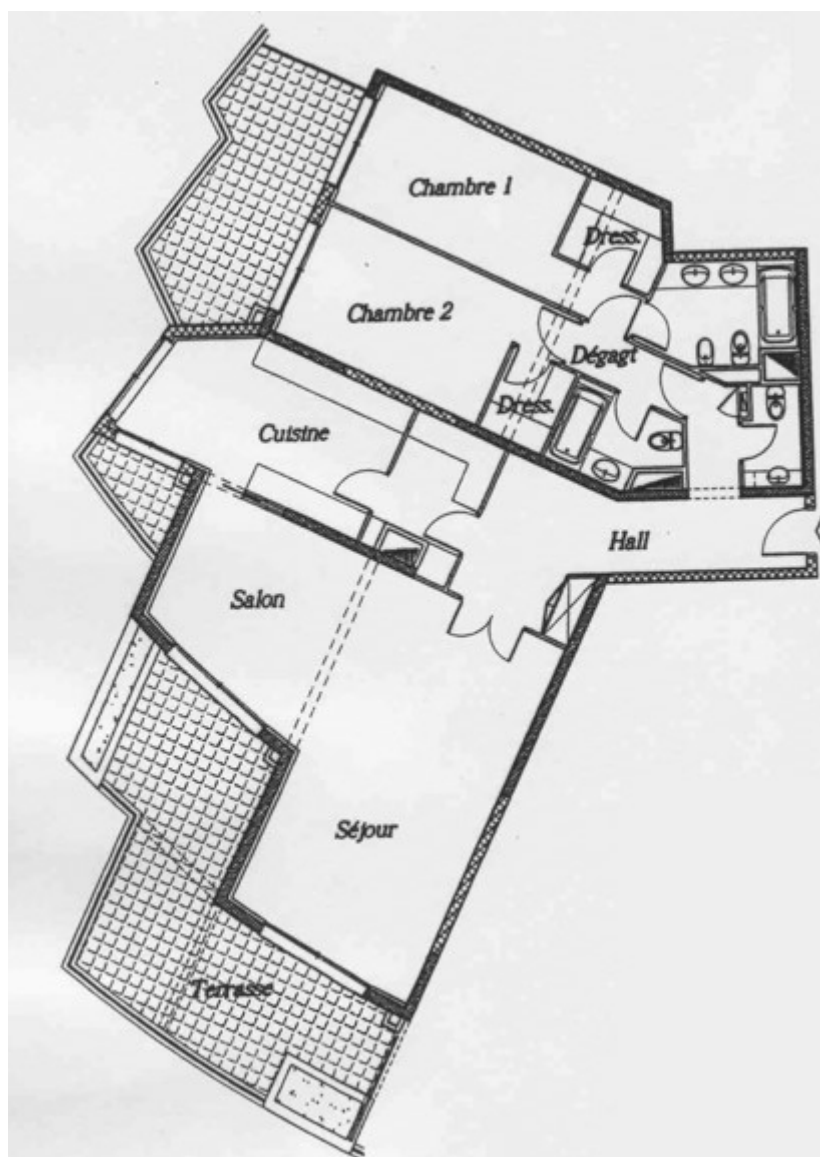 Chambre 1
Dress.
Chambre 2
Dégagt
Dress.
Cuisine
Hall
Salon
Séjour
Terrasse